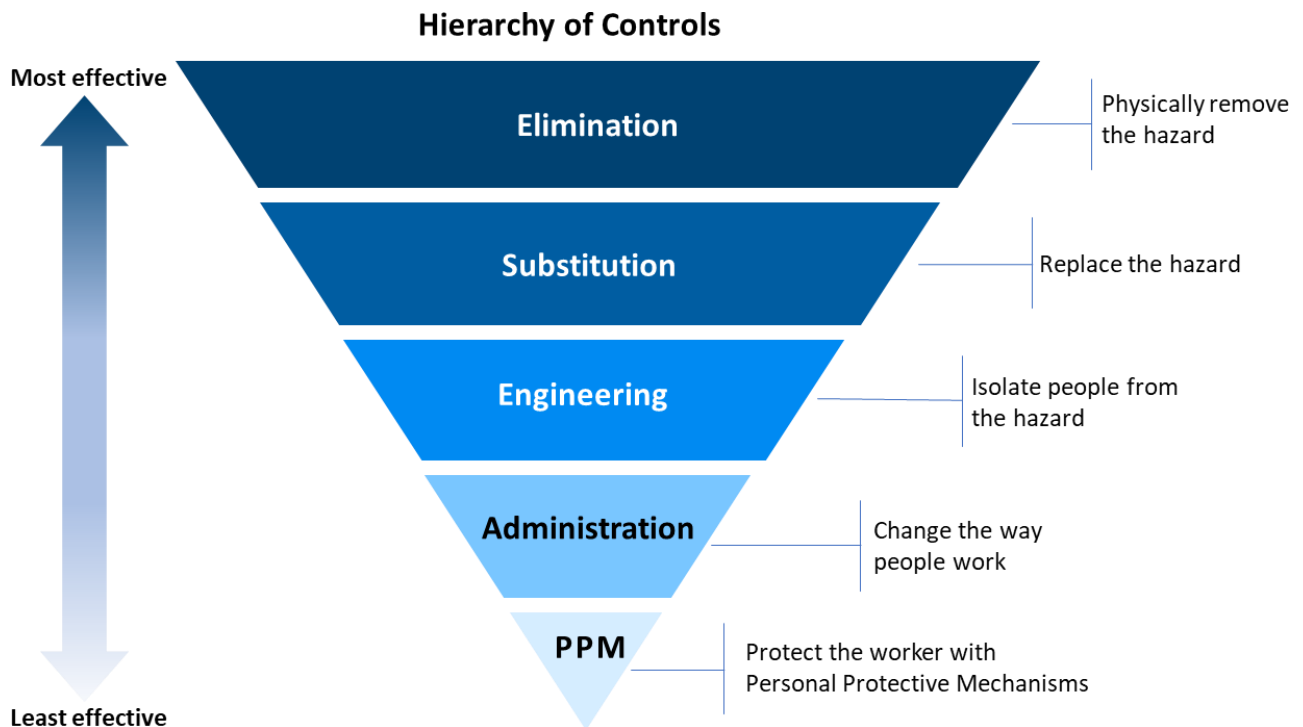 Hierarchy of Controls
Most effective
Elimination
Physically remove
the hazard
Substitution
Replace the hazard
Engineering
Isolate people from
the hazard
Administration
Change the way
people work
PPM
Protect the worker with
Personal Protective Mechanisms
Least effective